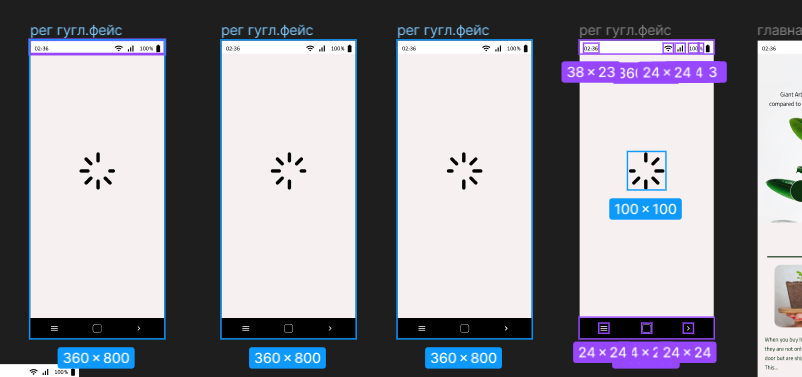 рег гугл.фейс
рег гугл.фейс
рег гугл.фейс
рег гугл.фейс
главна
02:36 100%
02:36 100%
02:36 100%
02:36 100%
02:36
38 × 23 360 24 × 24 4 3
Giant Art
compared to
100 × 100
360 × 800
360 × 800
360 × 800
24 × 24 4 × 2 24 × 24
When you buy h
they are not onl
door but are ship
This...
100%